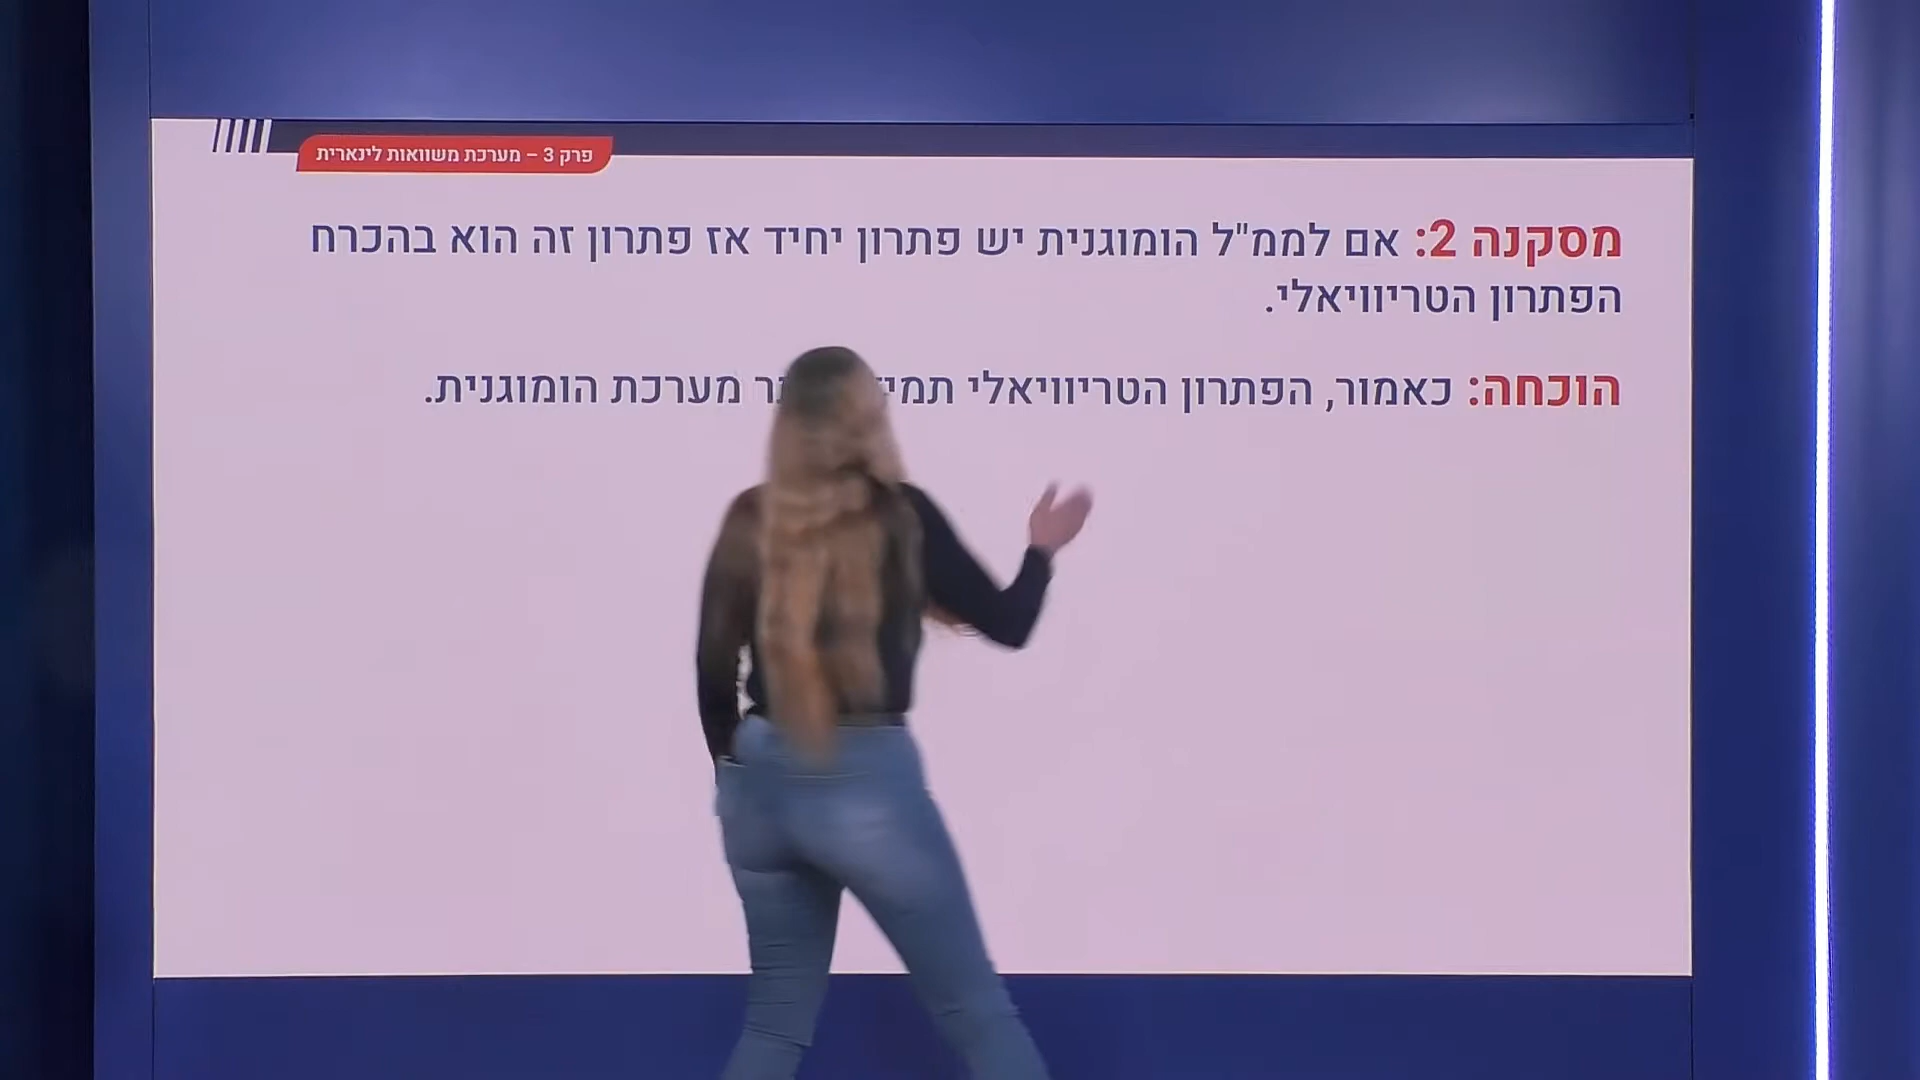 פרק 3 – מערכת משוואות לינארית
מסקנה 2: אם לממ"ל הומוגנית יש פתרון יחיד אז פתרון זה הוא בהכרח
הפתרון הטריוויאלי.
הוכחה: כאמור, הפתרון הטריוויאלי מערכת הומוגנית.